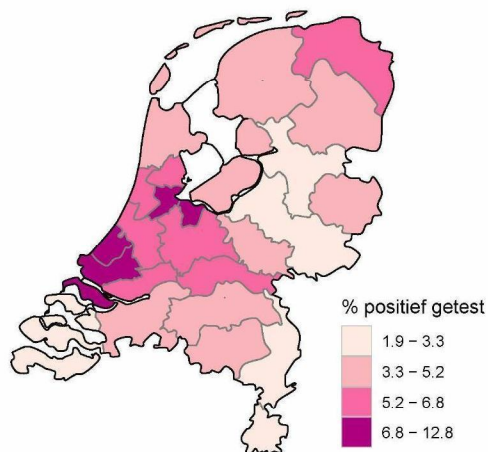 % positief getest
1.9 – 3.3
3.3 – 5.2
5.2 – 6.8
6.8 – 12.8